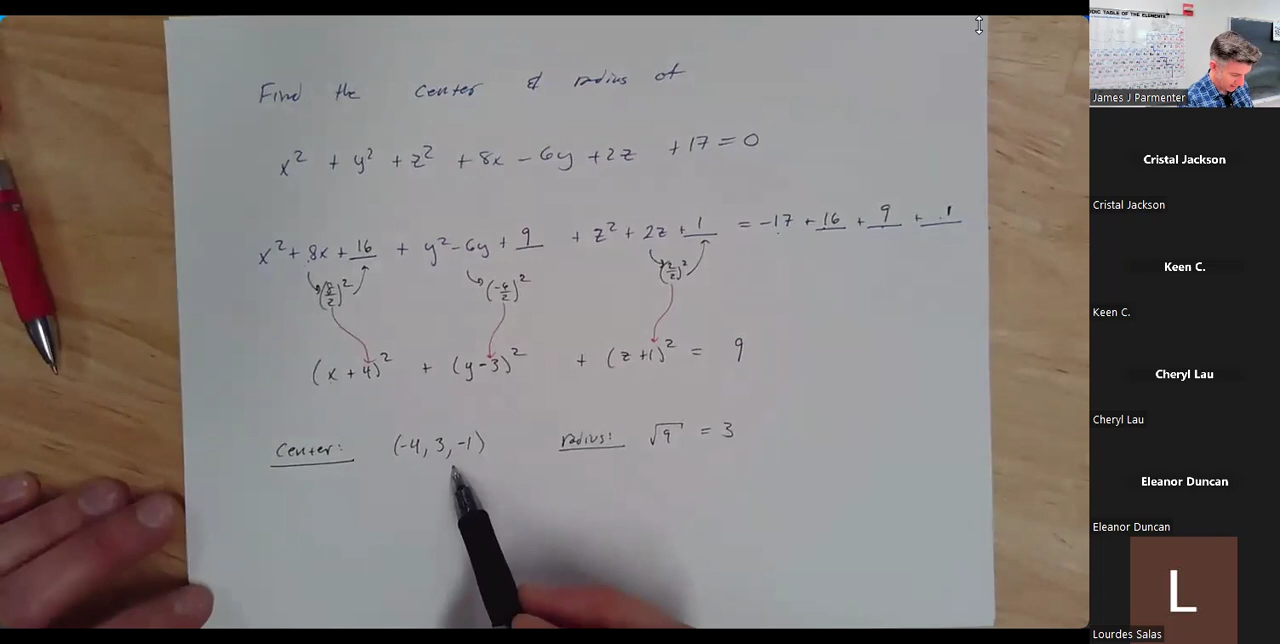 Find the center & radius of
x² + y² + z² + 8x - 6y + 2z + 17 = 0
x² + 8x + 16 + y² - 6y + 9 + z² + 2z + 1 = -17 + 16 + 9 + 1
(8/2)² (-6/2)² (2/2)²
(x + 4)² + (y - 3)² + (z + 1)² = 9
Center: (-4, 3, -1) radius: √9 = 3
PERIODIC TABLE OF THE ELEMENTS
James J Parmenter
Cristal Jackson
Cristal Jackson
Keen C.
Keen C.
Cheryl Lau
Cheryl Lau
Eleanor Duncan
Eleanor Duncan
L
Lourdes Salas